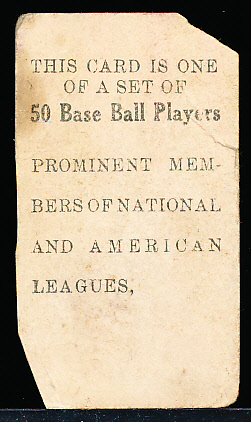 THIS CARD IS ONE
OF A SET OF
50 Base Ball Players
PROMINENT MEM-
BERS OF NATIONAL
AND AMERICAN
LEAGUES,